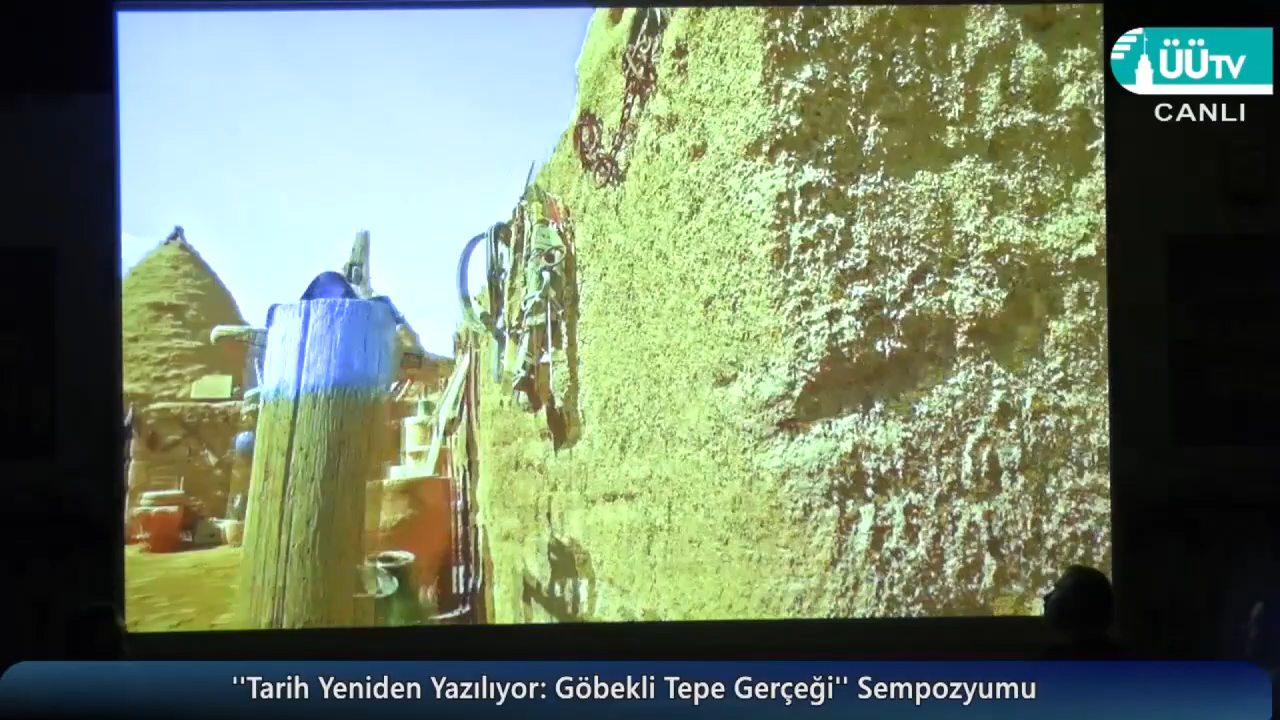 ÜÜTV
CANLI
"Tarih Yeniden Yazılıyor: Göbekli Tepe Gerçeği" Sempozyumu